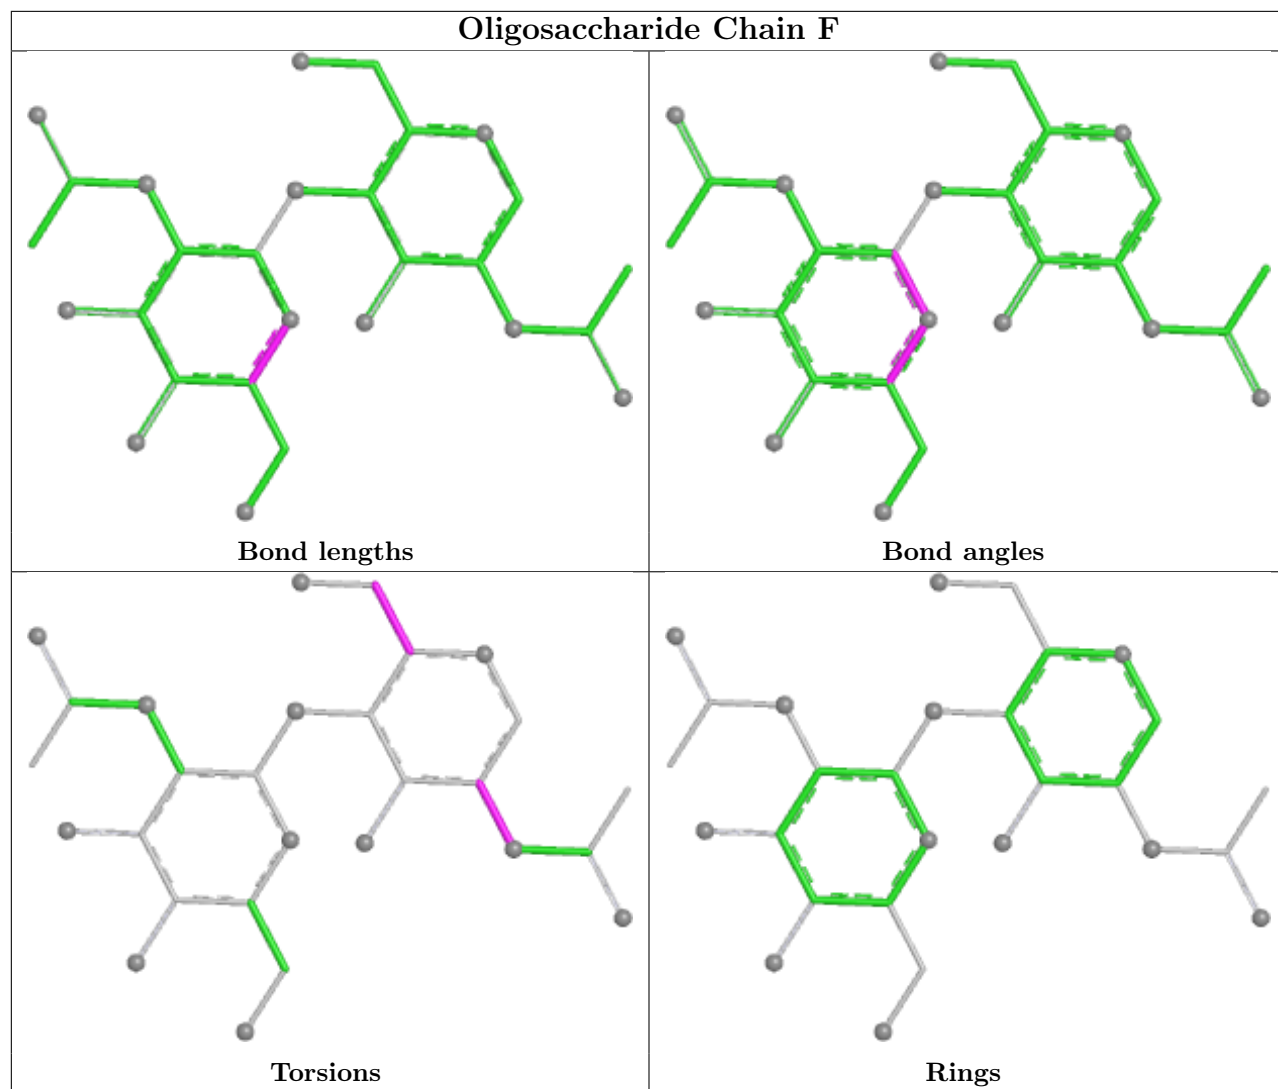 Oligosaccharide Chain F
Bond lengths
Bond angles
Torsions
Rings